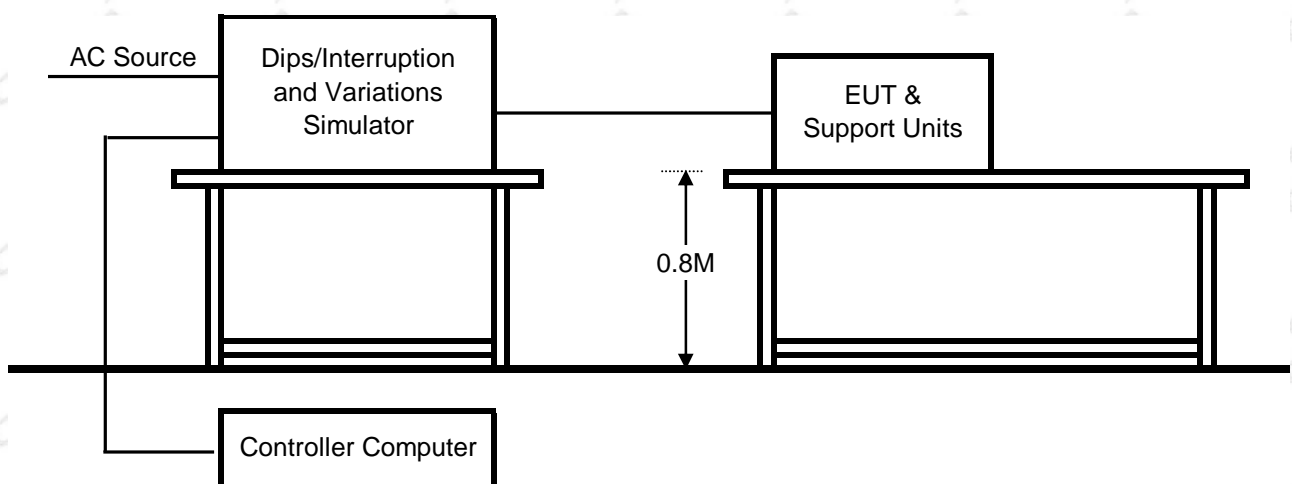 AC Source
Dips/Interruption
and Variations
Simulator
EUT &
Support Units
0.8M
Controller Computer